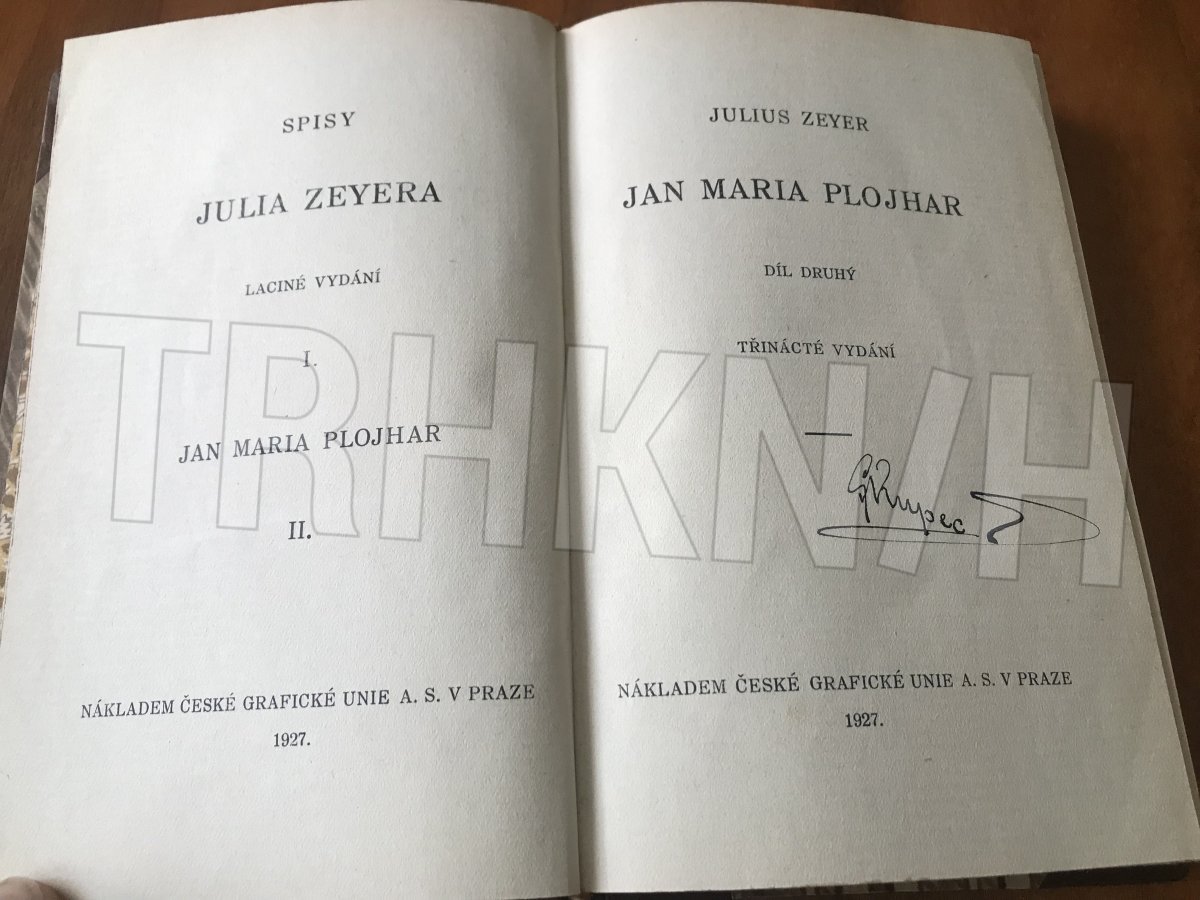 SPISY
JULIA ZEYERA
LACINÉ VYDÁNÍ
I.
JAN MARIA PLOJHAR
II.
NÁKLADEM ČESKÉ GRAFICKÉ UNIE A. S. V PRAZE
1927.
JULIUS ZEYER
JAN MARIA PLOJHAR
DÍL DRUHÝ
TŘINÁCTÉ VYDÁNÍ
NÁKLADEM ČESKÉ GRAFICKÉ UNIE A. S. V PRAZE
1927.
TRHKNIH